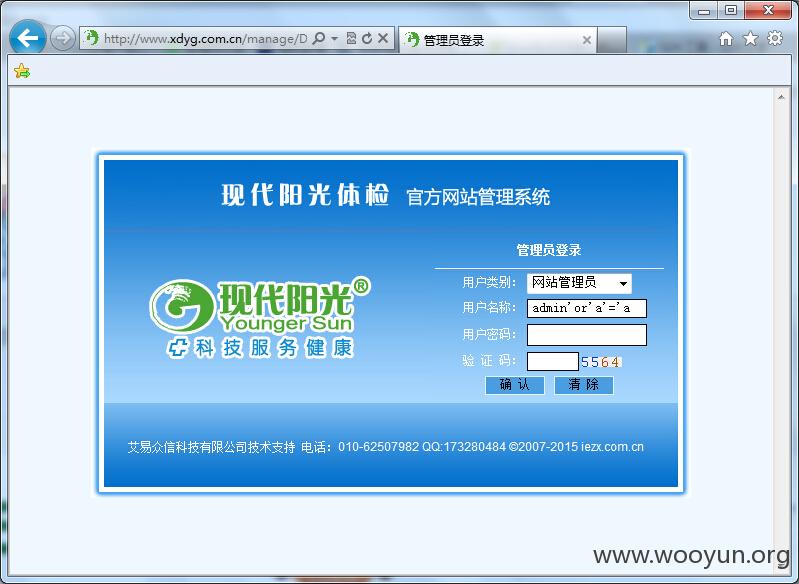 http://www.xdyg.com.cn/manage/D
管理员登录
现代阳光体检 官方网站管理系统
管理员登录
用户类别： 网站管理员
用户名称： admin'or'a'='a
用户密码：
验 证 码： 5564
确 认 清 除
现代阳光®
Younger Sun
科技服务健康
艾易众信科技有限公司技术支持 电话：010-62507982 QQ:173280484 ©2007-2015 iezx.com.cn
www.wooyun.org